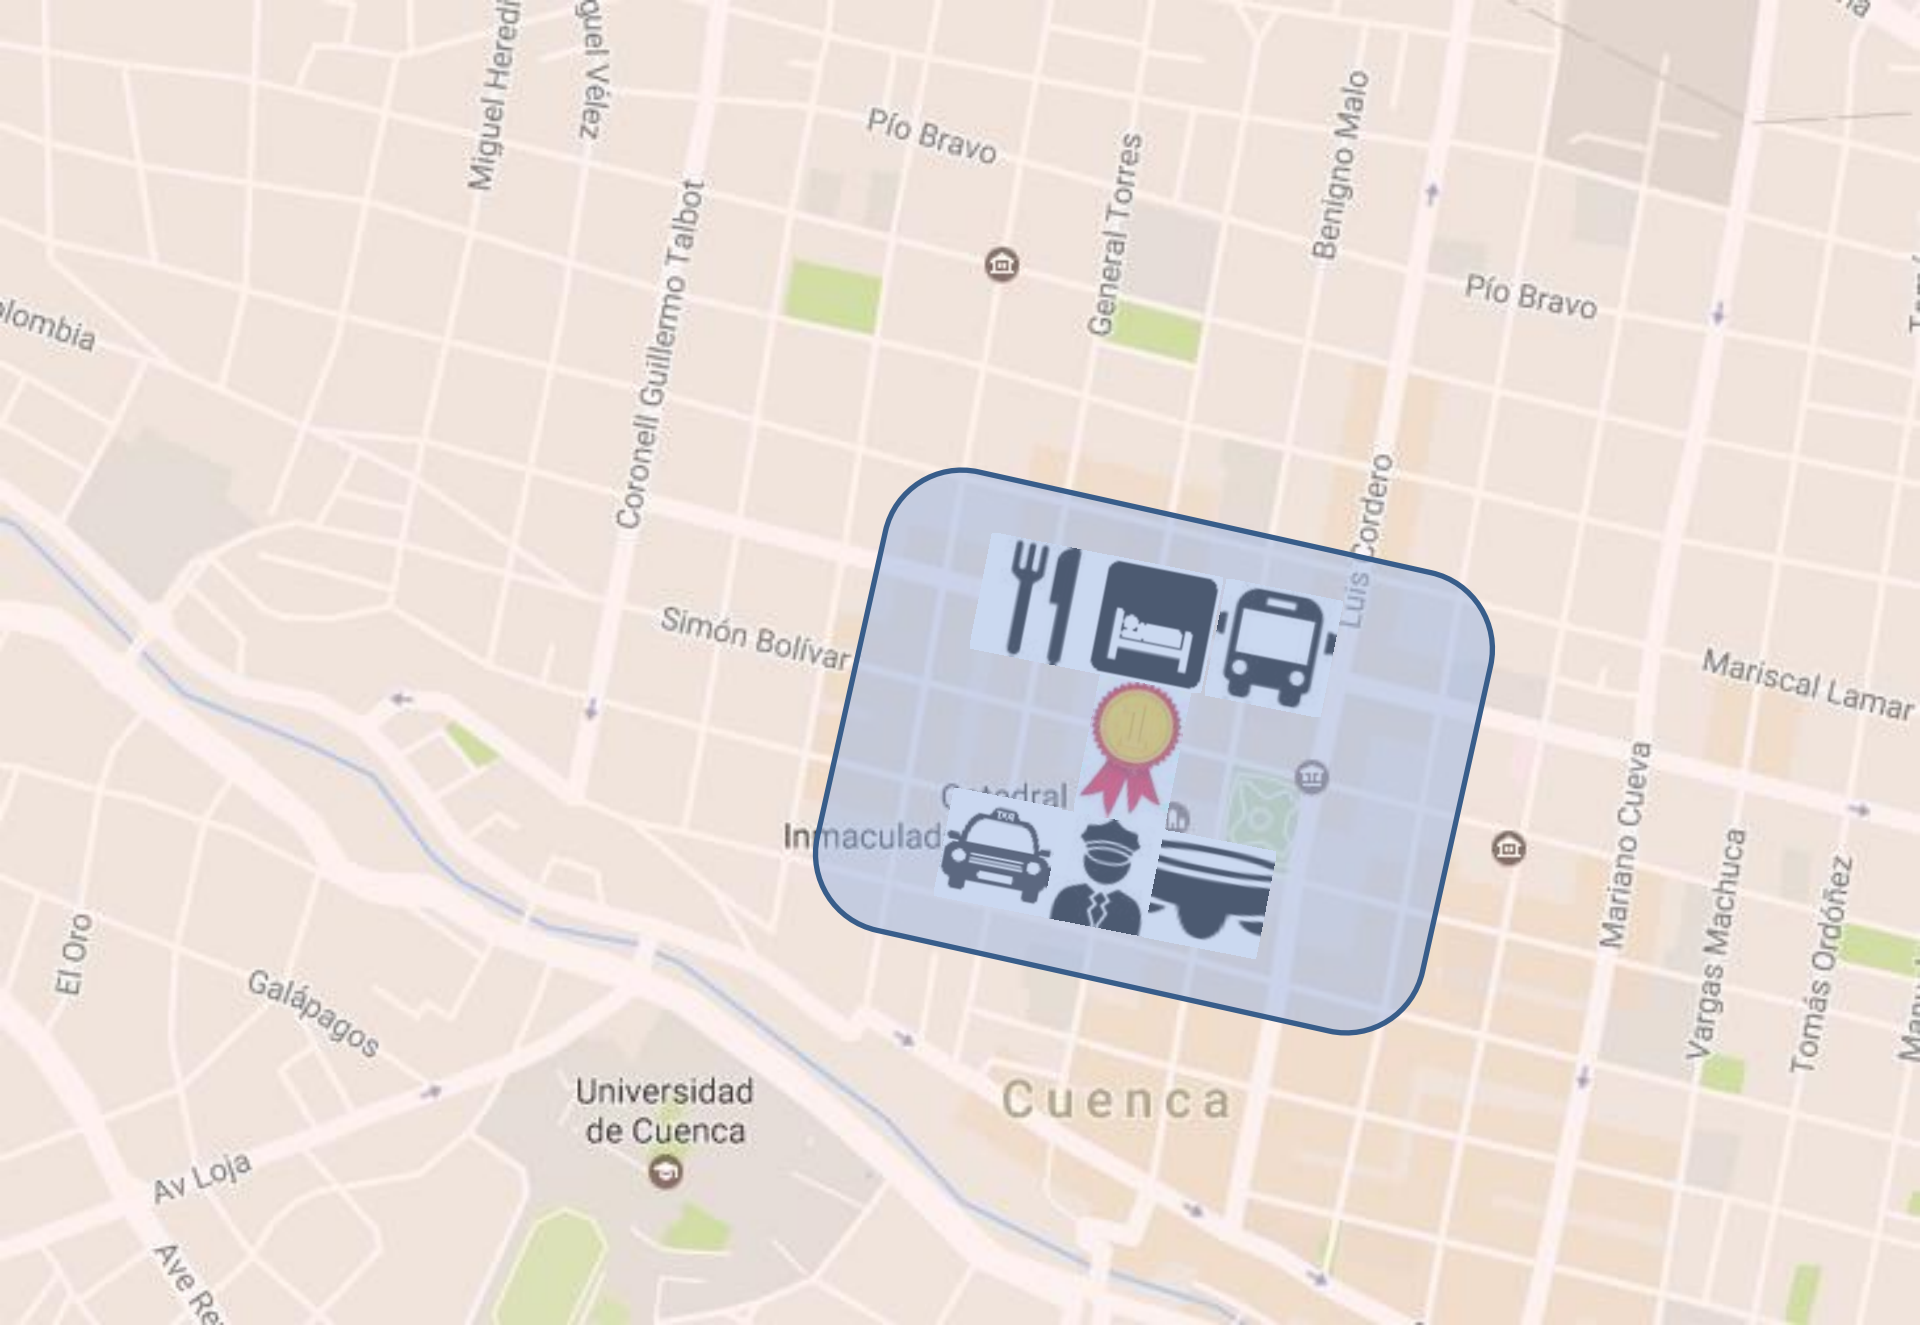 Miguel Heredi
guel Vélez
Pío Bravo
General Torres
Benigno Malo
Pío Bravo
olombia
Coronell Guillermo Talbot
Luis Cordero
Simón Bolívar
Mariscal Lamar
Catedral
Inmaculad
TAXI
Mariano Cueva
Vargas Machuca
Tomás Ordóñez
El Oro
Galápagos
Cuenca
Universidad
de Cuenca
Av Loja
Ave Re